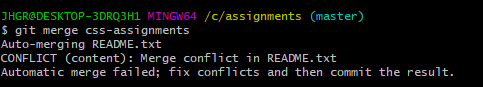 JHGR@DESKTOP-3DRQ3H1 MINGW64 /c/assignments (master)
$ git merge css-assignments
Auto-merging README.txt
CONFLICT (content): Merge conflict in README.txt
Automatic merge failed; fix conflicts and then commit the result.